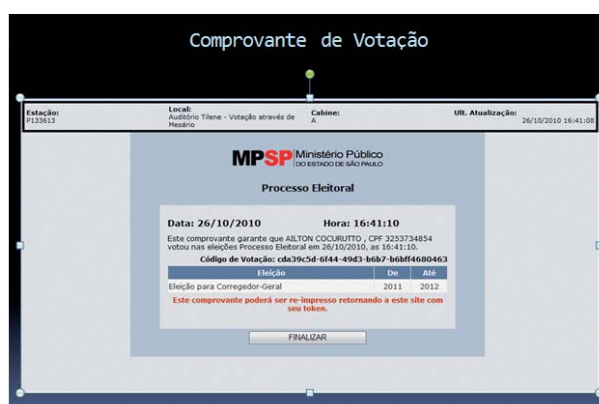 Comprovante de Votação
Estação:
P133613
Local:
Auditório Tilene - Votação através de
Mesário
Cabine:
A
Ult. Atualização:
26/10/2010 16:41:08
MPSP Ministério Público
DO ESTADO DE SÃO PAULO
Processo Eleitoral
Data: 26/10/2010 Hora: 16:41:10
Este comprovante garante que AILTON COCURUTTO , CPF 3253734854
votou nas eleições Processo Eleitoral em 26/10/2010, as 16:41:10.
Código de Votação: cda39c5d-6f44-49d3-b6b7-b6bff4680463
Eleição De Até
Eleição para Corregedor-Geral 2011 2012
Este comprovante poderá ser re-impresso retornando a este site com
seu token.
FINALIZAR